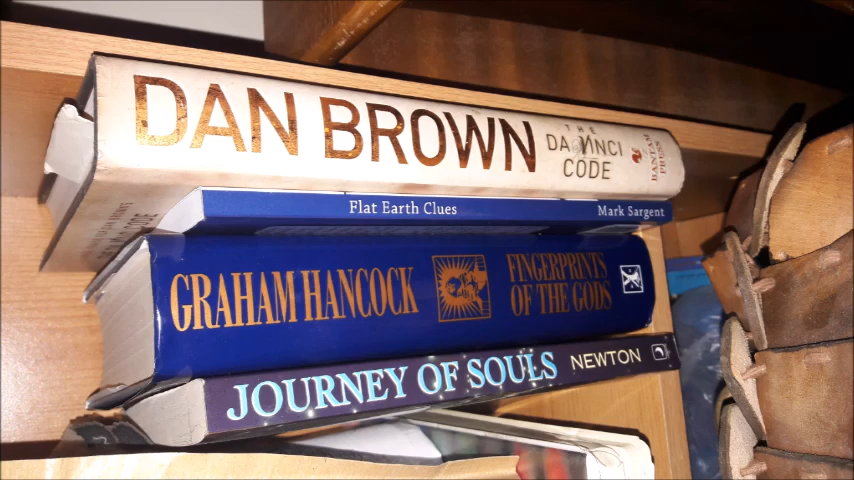 DAN BROWN
THE
DA VINCI
CODE
BANTAM
PRESS
Flat Earth Clues
Mark Sargent
GRAHAM HANCOCK
FINGERPRINTS
OF THE GODS
JOURNEY OF SOULS
NEWTON